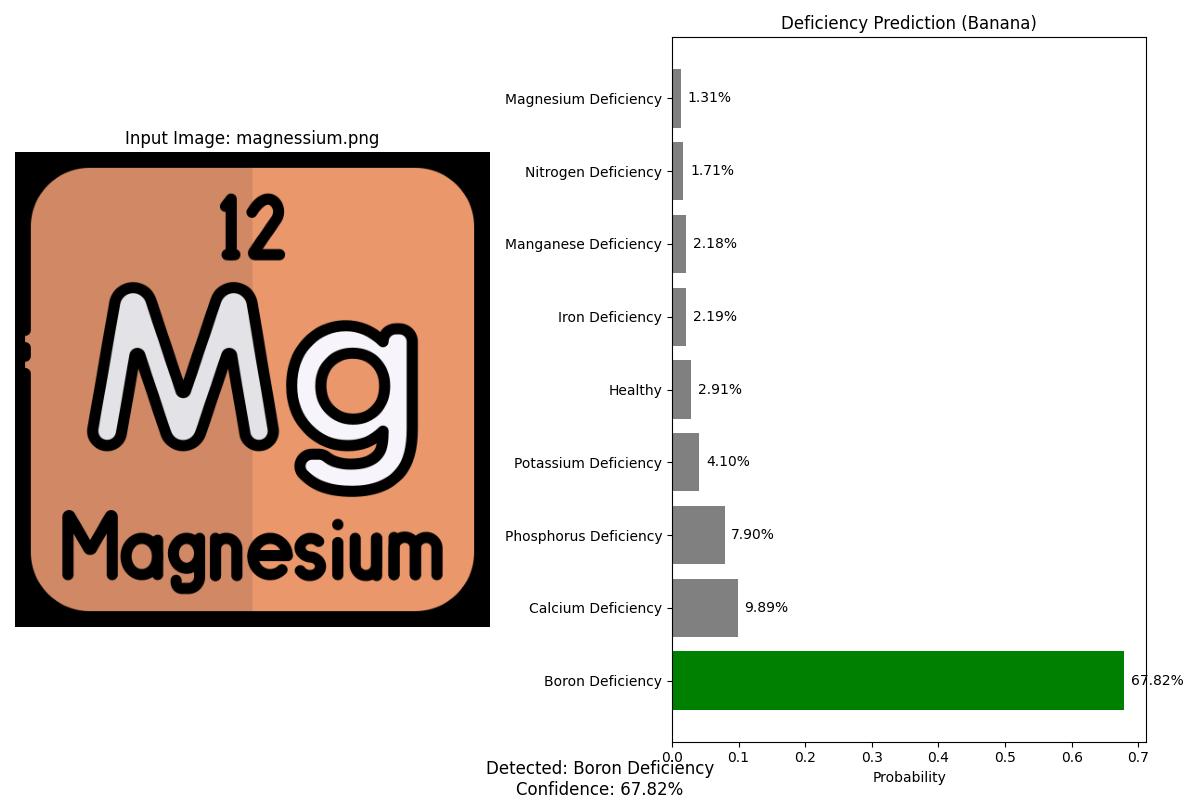 Deficiency Prediction (Banana)
Input Image: magnessium.png
12
Mg
Magnesium
Magnesium Deficiency 1.31%
Nitrogen Deficiency 1.71%
Manganese Deficiency 2.18%
Iron Deficiency 2.19%
Healthy 2.91%
Potassium Deficiency 4.10%
Phosphorus Deficiency 7.90%
Calcium Deficiency 9.89%
Boron Deficiency 67.82%
0.0 0.1 0.2 0.3 0.4 0.5 0.6 0.7
Probability
Detected: Boron Deficiency
Confidence: 67.82%